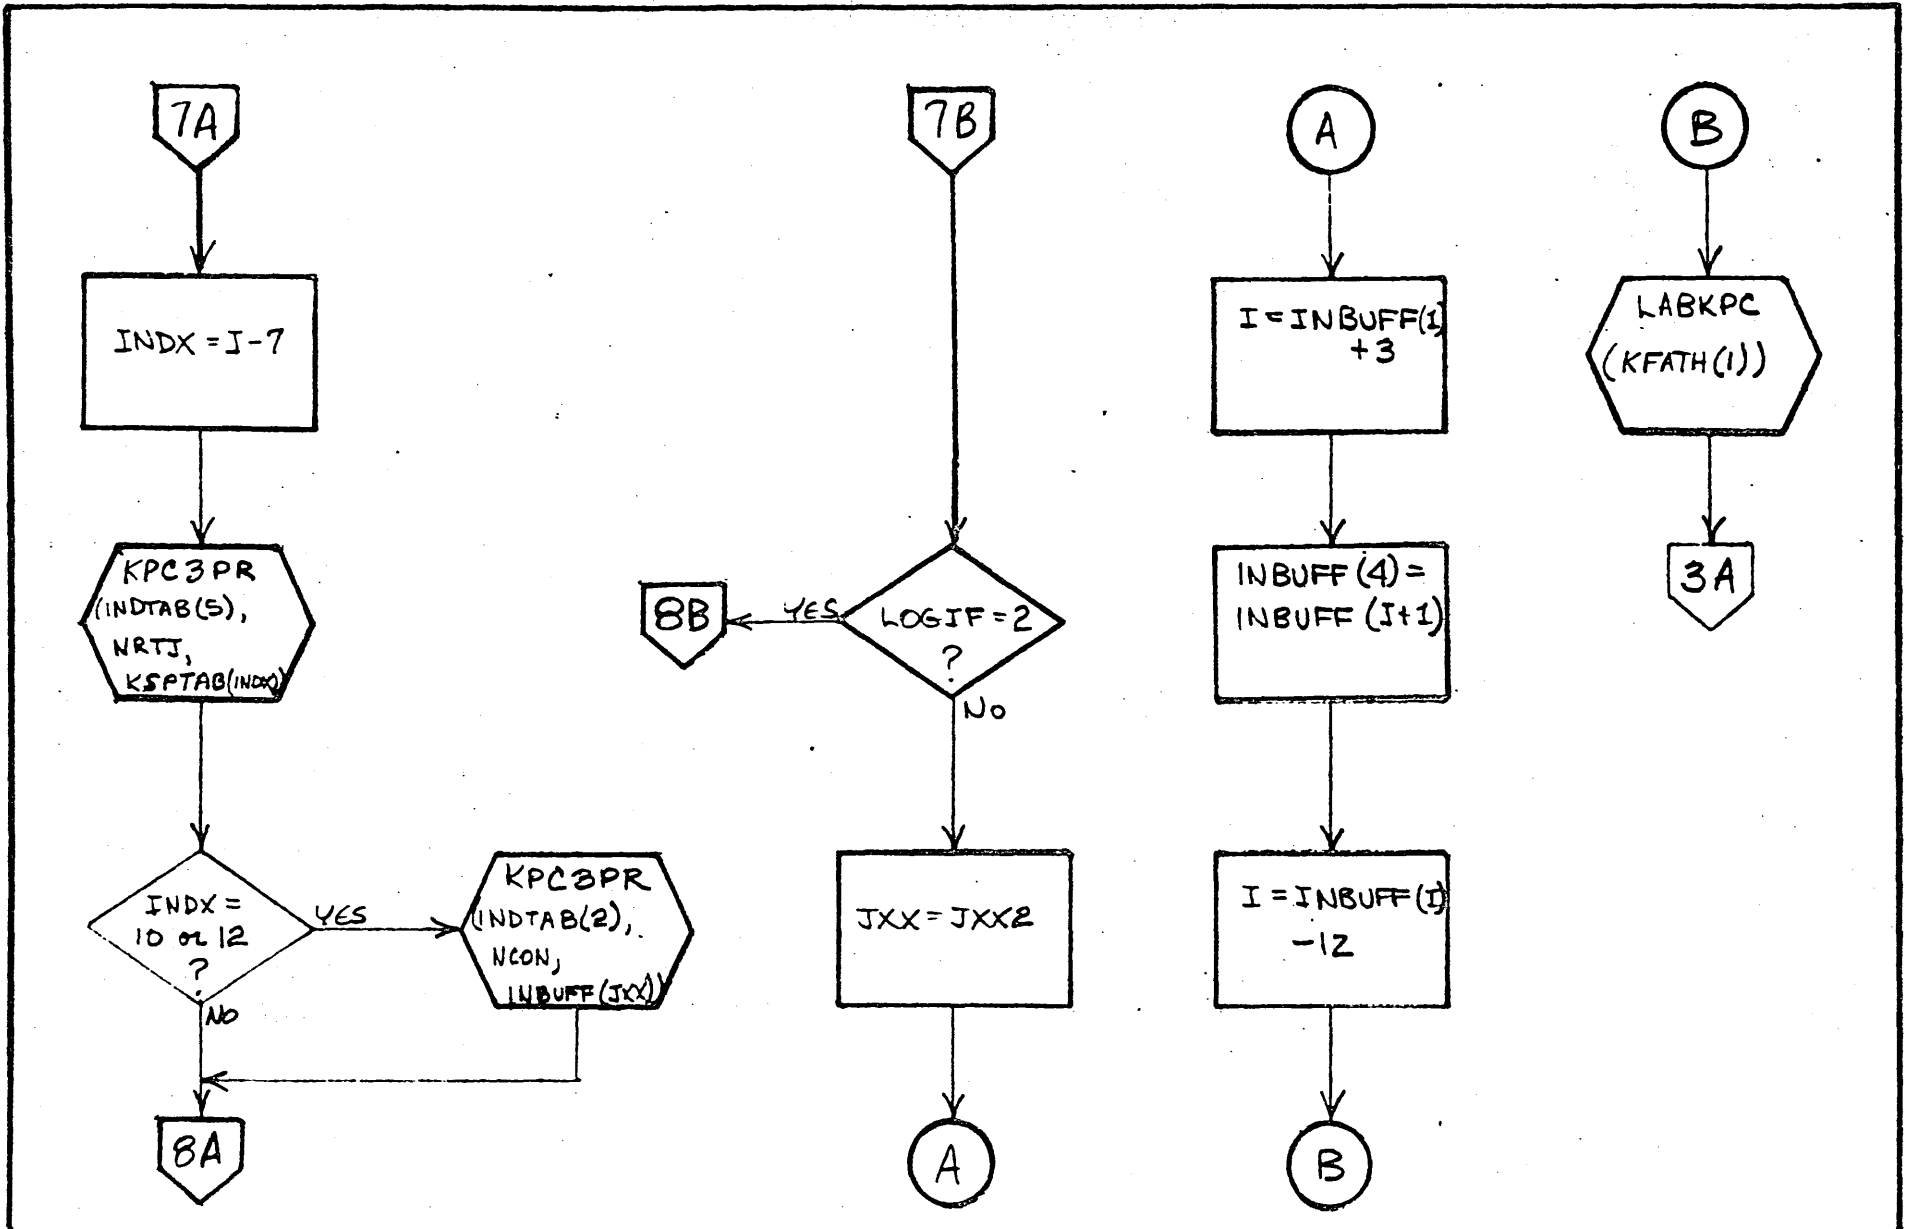 7A
INDX = I-7
KPC3PR
(INDTAB(5),
NRTJ,
KSPTAB(INDX)
INDX =
10 or 12
?
YES
NO
KPC3PR
(INDTAB(2),
NCON,
INBUFF(JXX))
8A
7B
LOGIF = 2
?
YES
8B
NO
JXX = JXX2
A
A
I = INBUFF(I)
+3
INBUFF(4) =
INBUFF(I+1)
I = INBUFF(I)
-12
B
B
LABKPC
(KFATH(1))
3A